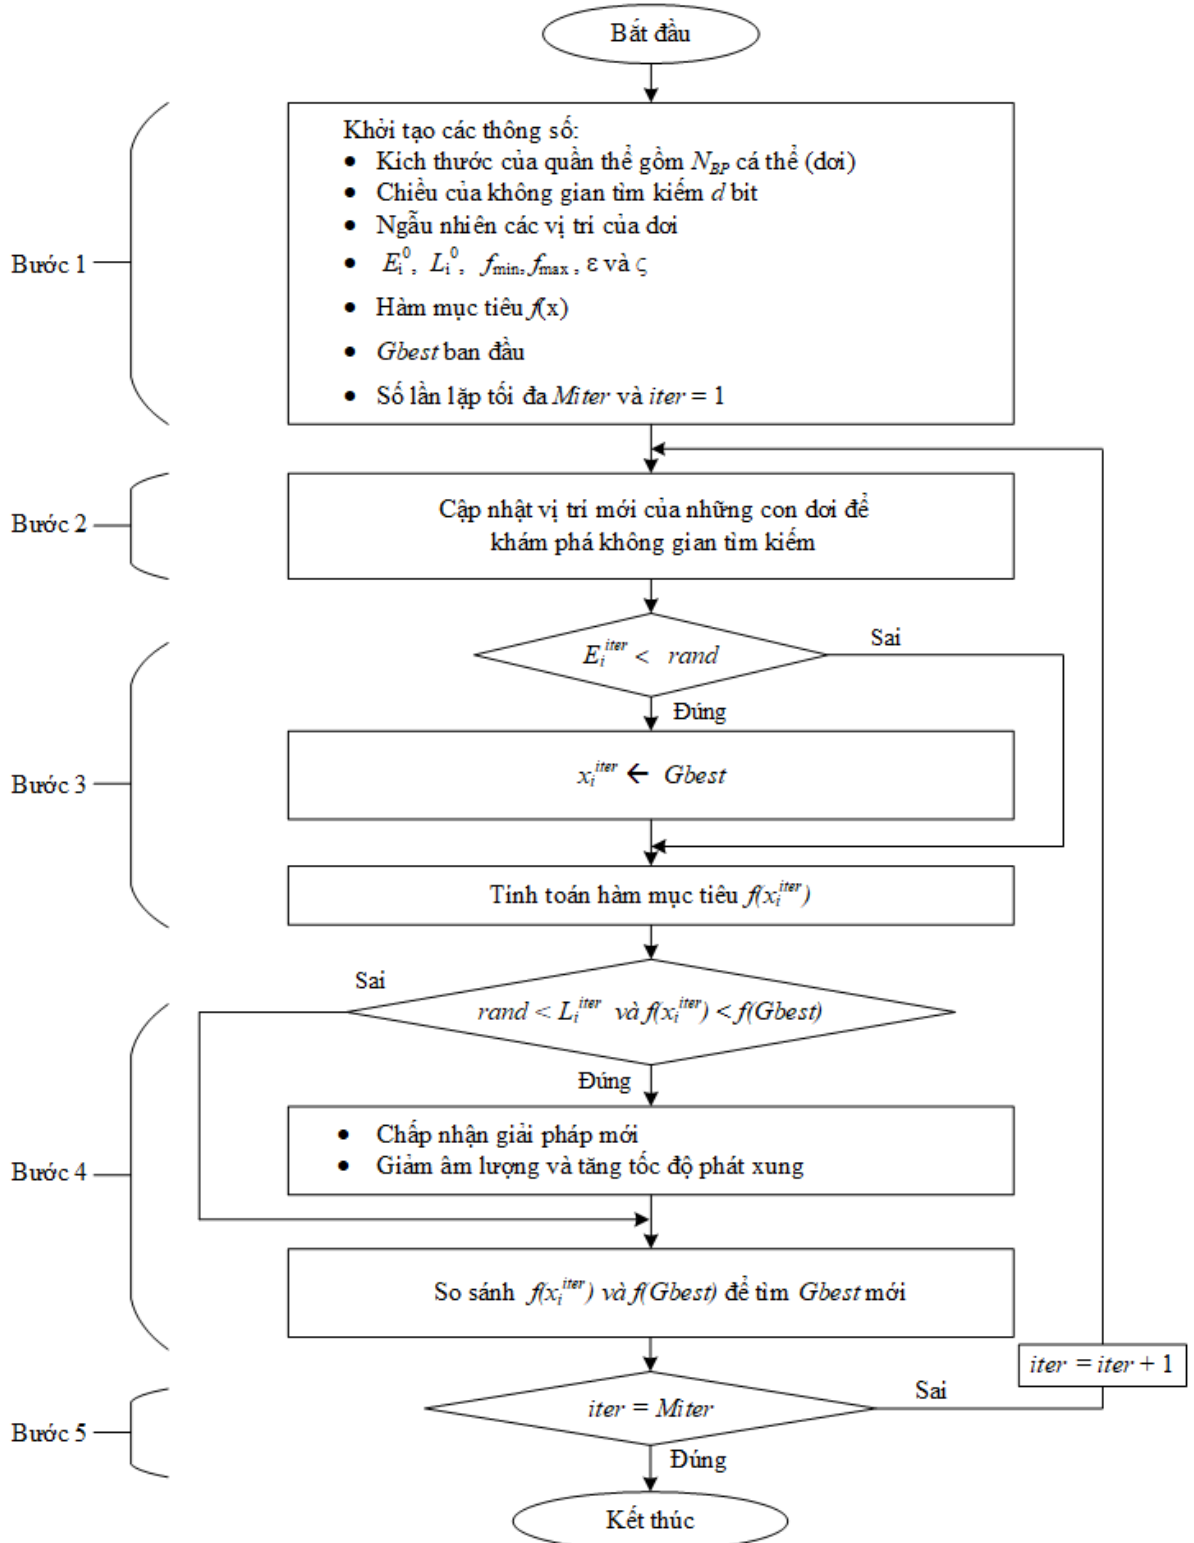 Bắt đầu
Khởi tạo các thông số:
• Kích thước của quần thể gồm N_BP cá thể (dơi)
• Chiều của không gian tìm kiếm d bit
• Ngẫu nhiên các vị trí của dơi
Bước 1
• E_i^0, L_i^0, f_min, f_max, ε và ς
• Hàm mục tiêu f(x)
• Gbest ban đầu
• Số lần lặp tối đa Miter và iter = 1
Bước 2
Cập nhật vị trí mới của những con dơi để
khám phá không gian tìm kiếm
E_i^iter < rand
Sai
Đúng
Bước 3
x_i^iter ← Gbest
Tính toán hàm mục tiêu f(x_i^iter)
Sai
rand < L_i^iter và f(x_i^iter) < f(Gbest)
Đúng
• Chấp nhận giải pháp mới
• Giảm âm lượng và tăng tốc độ phát xung
Bước 4
So sánh f(x_i^iter) và f(Gbest) để tìm Gbest mới
iter = iter + 1
Bước 5
iter = Miter
Sai
Đúng
Kết thúc